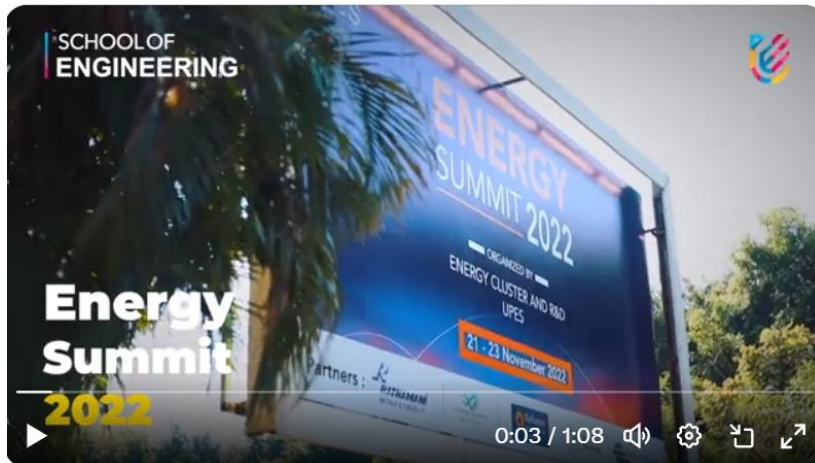 SCHOOL OF
ENGINEERING
ENERGY
SUMMIT 2022
ORGANIZED BY
ENERGY CLUSTER AND R&D
UPES
21 - 23 November 2022
Partners :
Energy
Summit
2022
0:03 / 1:08